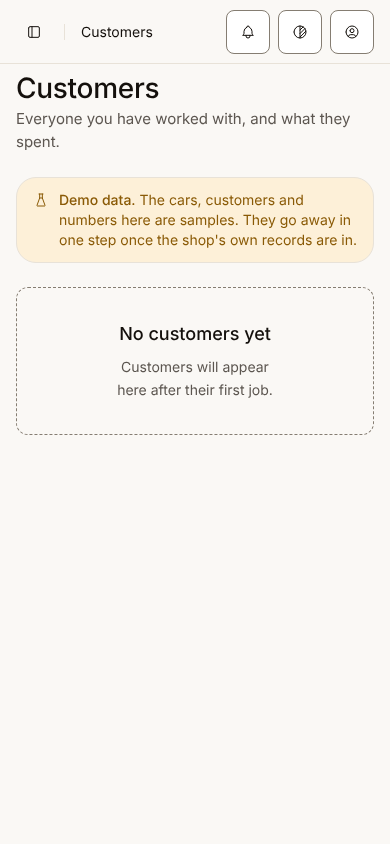 Customers
Customers
Everyone you have worked with, and what they
spent.
Demo data. The cars, customers and
numbers here are samples. They go away in
one step once the shop's own records are in.
No customers yet
Customers will appear
here after their first job.